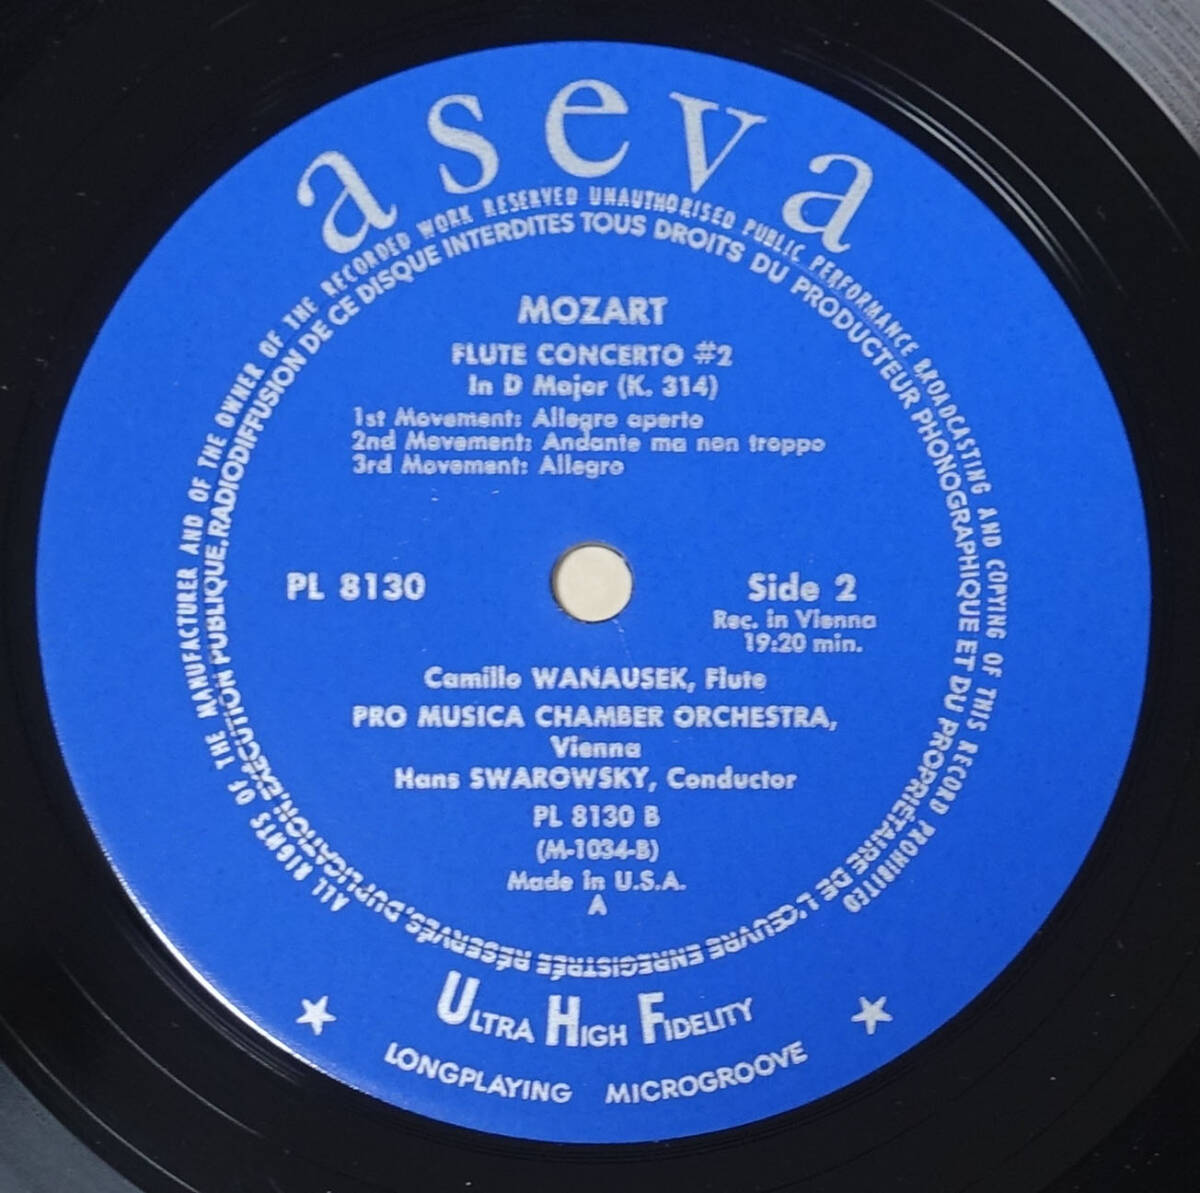 aseva
ALL RIGHTS OF THE MANUFACTURER AND OF THE OWNER OF THE RECORDED WORK RESERVED UNAUTHORISED PUBLIC PERFORMANCE BROADCASTING AND COPYING OF THIS RECORD PROHIBITED
TOUS DROITS DU PRODUCTEUR PHONOGRAPHIQUE ET DU PROPRIÉTAIRE DE L'ŒUVRE ENREGISTRÉE RÉSERVÉS. DUPLICATION. EXÉCUTION PUBLIQUE. RADIODIFFUSION DE CE DISQUE INTERDITES
MOZART
FLUTE CONCERTO #2
In D Major (K. 314)
1st Movement: Allegro aperto
2nd Movement: Andante ma non troppo
3rd Movement: Allegro
PL 8130
Side 2
Rec. in Vienna
19:20 min.
Camillo WANAUSEK, Flute
PRO MUSICA CHAMBER ORCHESTRA,
Vienna
Hans SWAROWSKY, Conductor
PL 8130 B
(M-1034-B)
Made in U.S.A.
A
ULTRA HIGH FIDELITY
LONGPLAYING MICROGROOVE